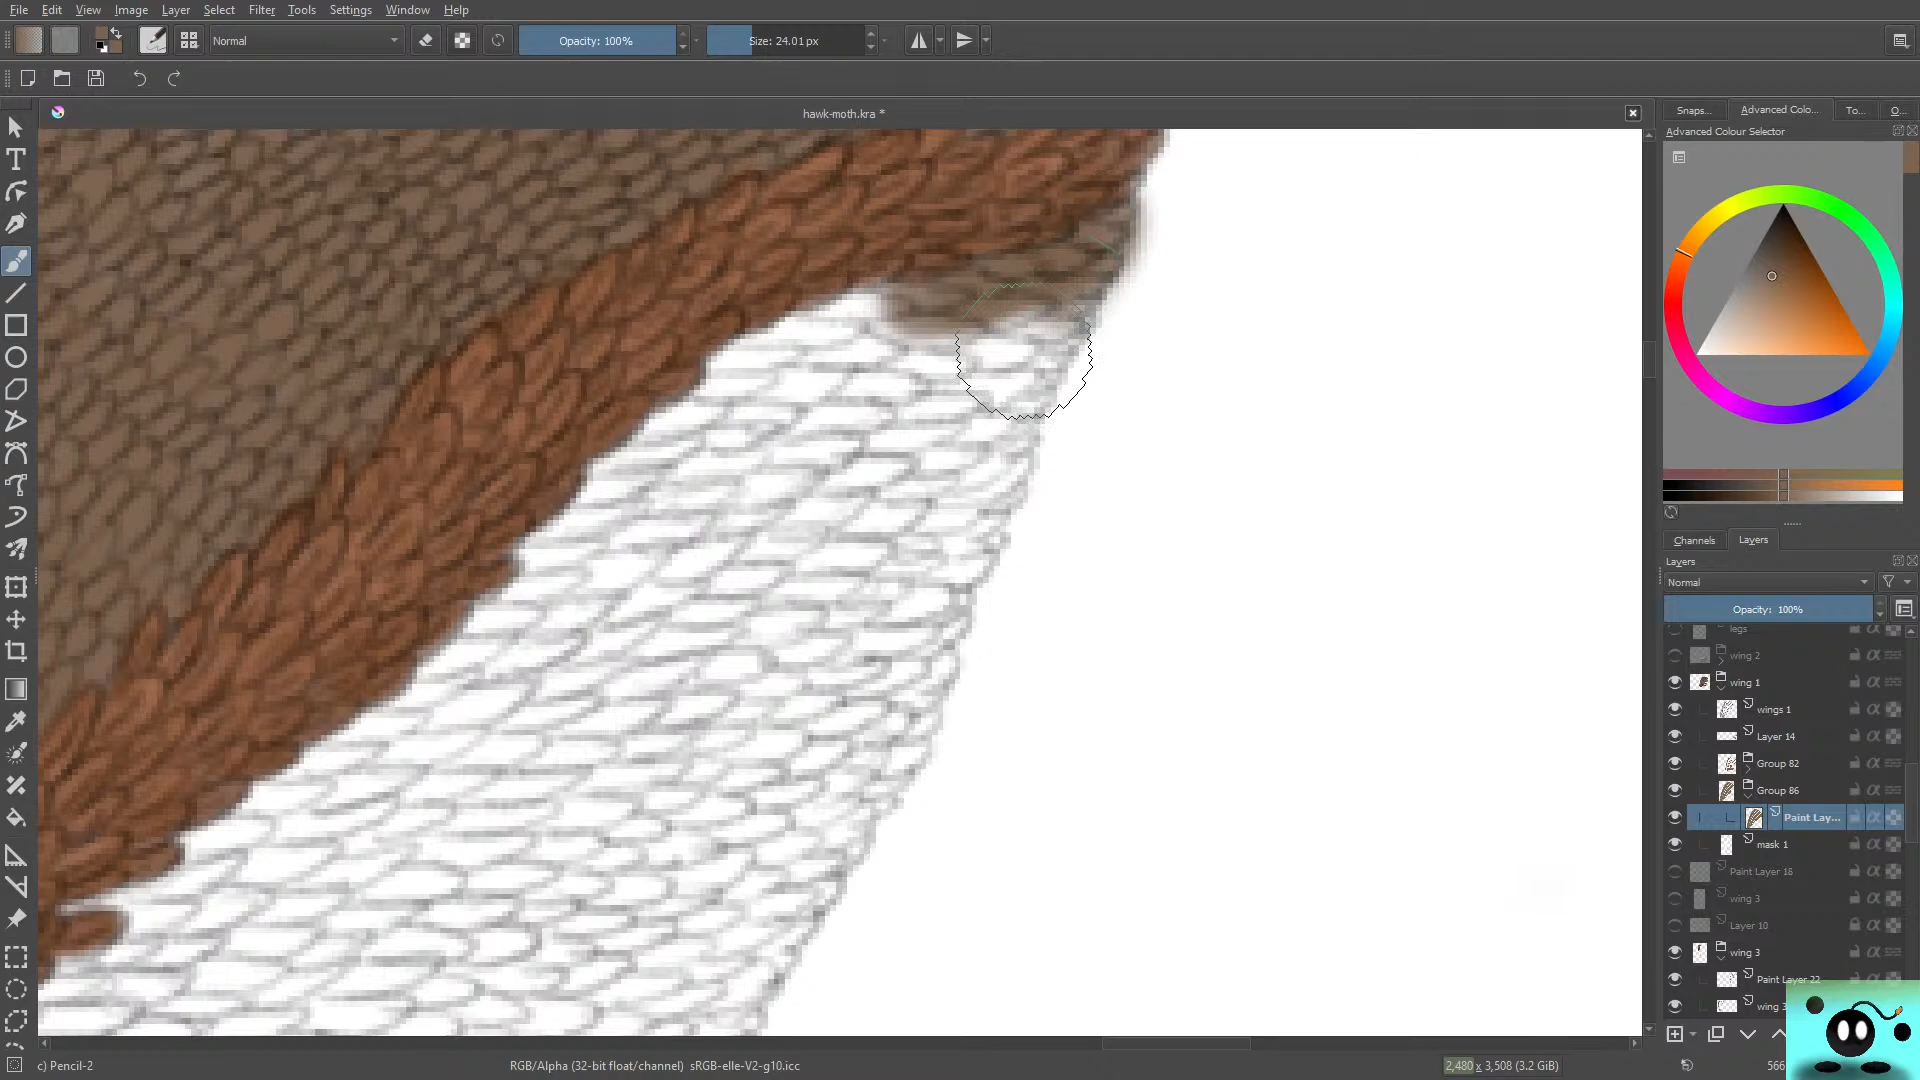 File Edit View Image Layer Select Filter Tools Settings Window Help
Normal Opacity: 100% Size: 24.01 px
hawk-moth.kra *
Snaps... Advanced Colo... To... O...
Advanced Colour Selector
Channels Layers
Layers
Normal
Opacity: 100%
legs
wing 2
wing 1
wings 1
Layer 14
Group 82
Group 86
Paint Lay...
mask 1
Paint Layer 18
wing 3
Layer 10
wing 3
Paint Layer 22
wing 3
c) Pencil-2 RGB/Alpha (32-bit float/channel) sRGB-elle-V2-g10.icc 2,480 x 3,508 (3.2 GiB) 566